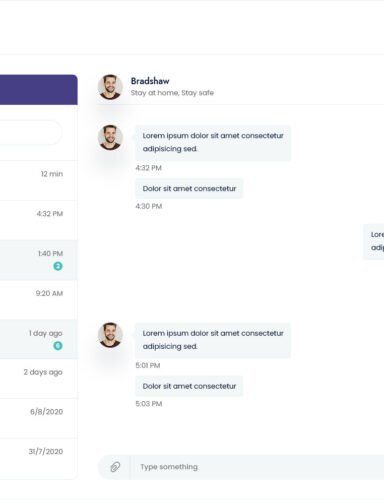 Bradshaw
Stay at home, Stay safe
12 min
4:32 PM
1:40 PM
2
9:20 AM
1 day ago
6
2 days ago
6/8/2020
31/7/2020
Lorem ipsum dolor sit amet consectetur
adipisicing sed.
4:32 PM
Dolor sit amet consectetur
4:30 PM
Lore
adip
Lorem ipsum dolor sit amet consectetur
adipisicing sed.
5:01 PM
Dolor sit amet consectetur
5:03 PM
Type something